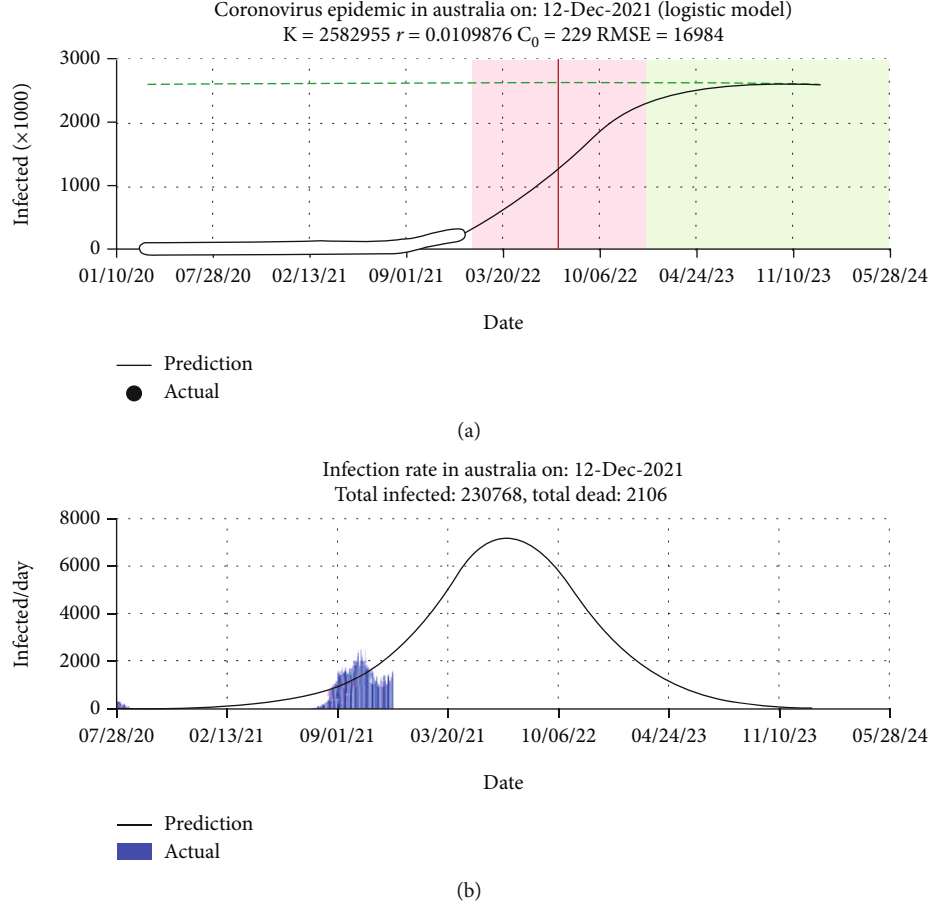 Coronovirus epidemic in australia on: 12-Dec-2021 (logistic model)
K = 2582955 r = 0.0109876 C0 = 229 RMSE = 16984
3000
2000
1000
0
Infected (×1000)
01/10/20 07/28/20 02/13/21 09/01/21 03/20/22 10/06/22 04/24/23 11/10/23 05/28/24
Date
Prediction
Actual
(a)
Infection rate in australia on: 12-Dec-2021
Total infected: 230768, total dead: 2106
8000
6000
4000
2000
0
Infected/day
07/28/20 02/13/21 09/01/21 03/20/21 10/06/22 04/24/23 11/10/23 05/28/24
Date
Prediction
Actual
(b)